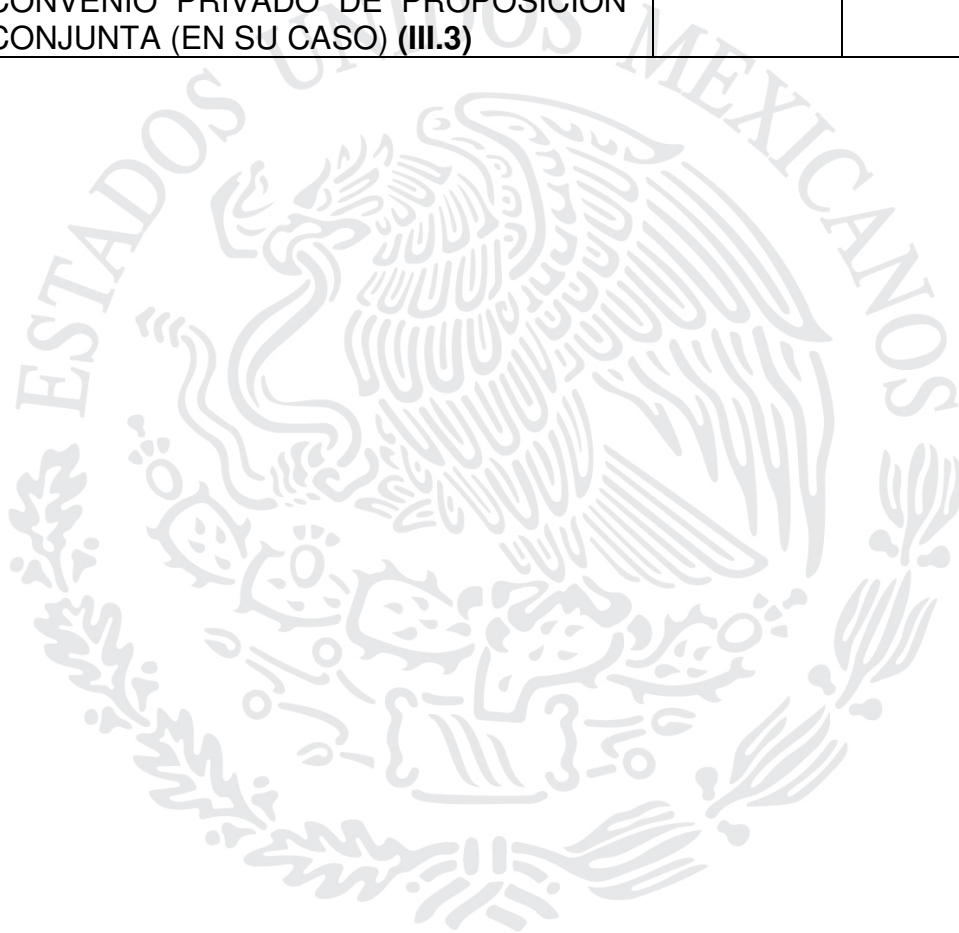 CONVENIO PRIVADO DE PROPOSICIÓN
CONJUNTA (EN SU CASO) (III.3)
ESTADOS UNIDOS MEXICANOS